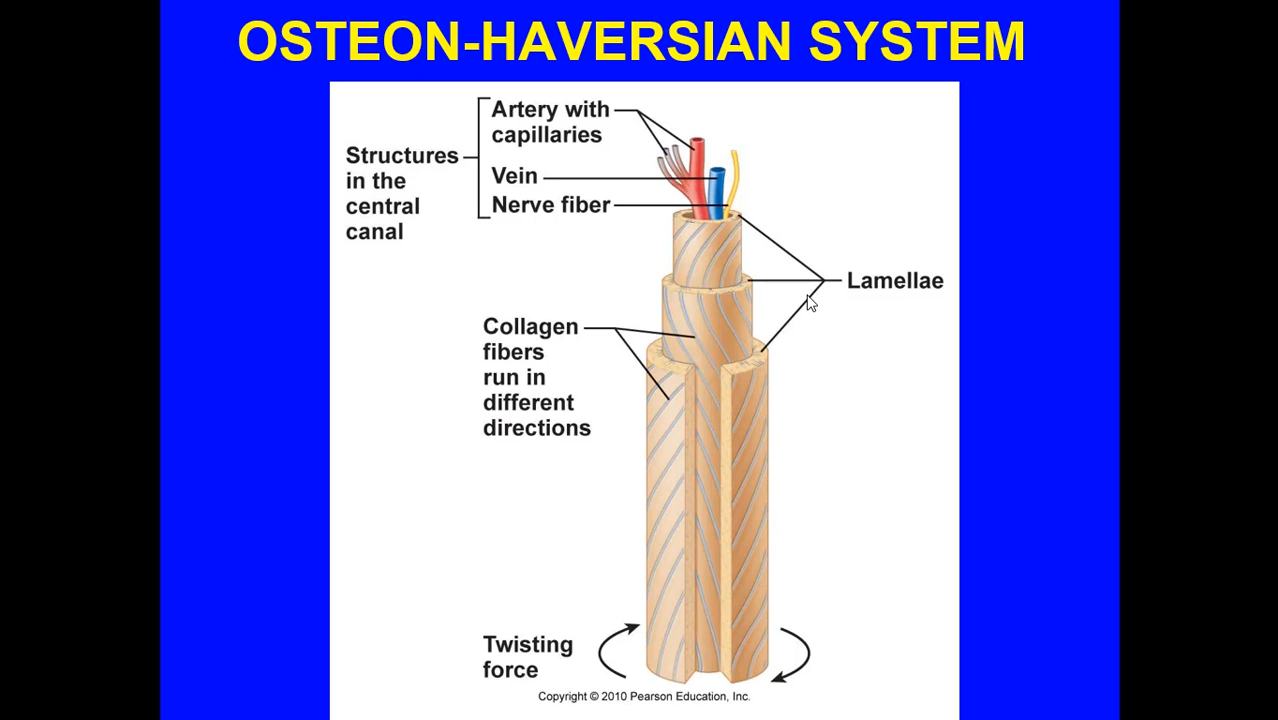 OSTEON-HAVERSIAN SYSTEM
Artery with
capillaries
Structures
in the
central
canal
Vein
Nerve fiber
Lamellae
Collagen
fibers
run in
different
directions
Twisting
force
Copyright © 2010 Pearson Education, Inc.